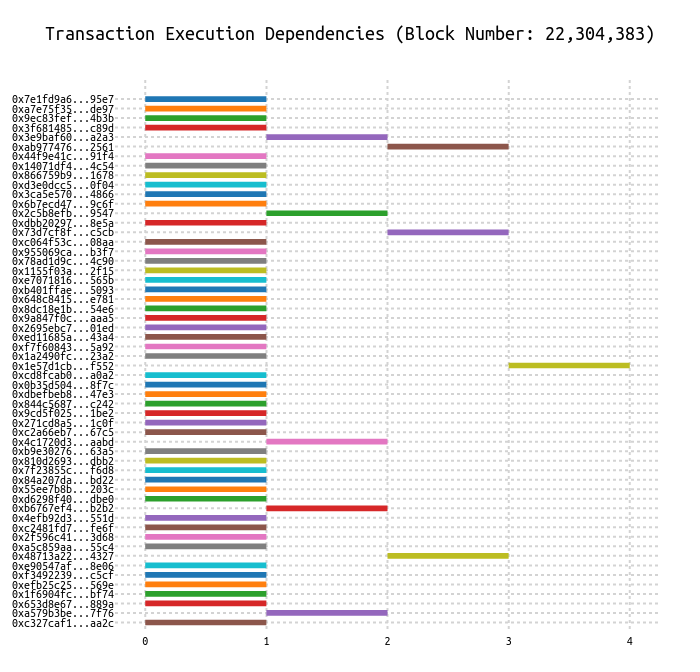 Transaction Execution Dependencies (Block Number: 22,304,383)
0x7e1fd9a6...95e7
0xa7e75f35...de97
0x9ec83fef...4b3b
0x3f681485...c89d
0x3e9baf60...a2a3
0xab977476...2561
0x44f9e41c...91f4
0x14071df4...4c54
0x866759b9...1678
0xd3e0dcc5...0f04
0x3ca5e570...4866
0x6b7ecd47...9c6f
0x2c5b8efb...9547
0xdbb20297...8e5a
0x73d7cf8f...c5cb
0xc064f53c...08aa
0x955069ca...b3f7
0x78ad1d9c...4c90
0x1155f03a...2f15
0xe7071816...565b
0xb401ffae...5093
0x648c8415...e781
0x8dc18e1b...54e6
0x9a847f0c...aaa5
0x2695ebc7...01ed
0xed11685a...43a4
0xf7f60843...5a92
0x1a2490fc...23a2
0x1e57d1cb...f552
0xcd8fcab0...a0a2
0x0b35d504...8f7c
0xdbefbeb8...47e3
0x844c5687...c242
0x9cd5f025...1be2
0x271cd8a5...1c0f
0xc2a66eb7...67c5
0x4c1720d3...aabd
0xb9e30276...63a5
0x810d2693...dbb2
0x7f23855c...f6d8
0x84a207da...bd22
0x55ee7b8b...203c
0xd6298f40...dbe0
0xb6767ef4...b2b2
0x4efb92d3...551d
0xc2481fd7...fe6f
0x2f596c41...3d68
0xa5c859aa...55c4
0x48713a22...4327
0xe90547af...8e06
0xf3492239...c5cf
0xefb25c25...569e
0x1f6904fc...bf74
0x653d8e67...889a
0xa579b3be...7f76
0xc327caf1...aa2c
0 1 2 3 4